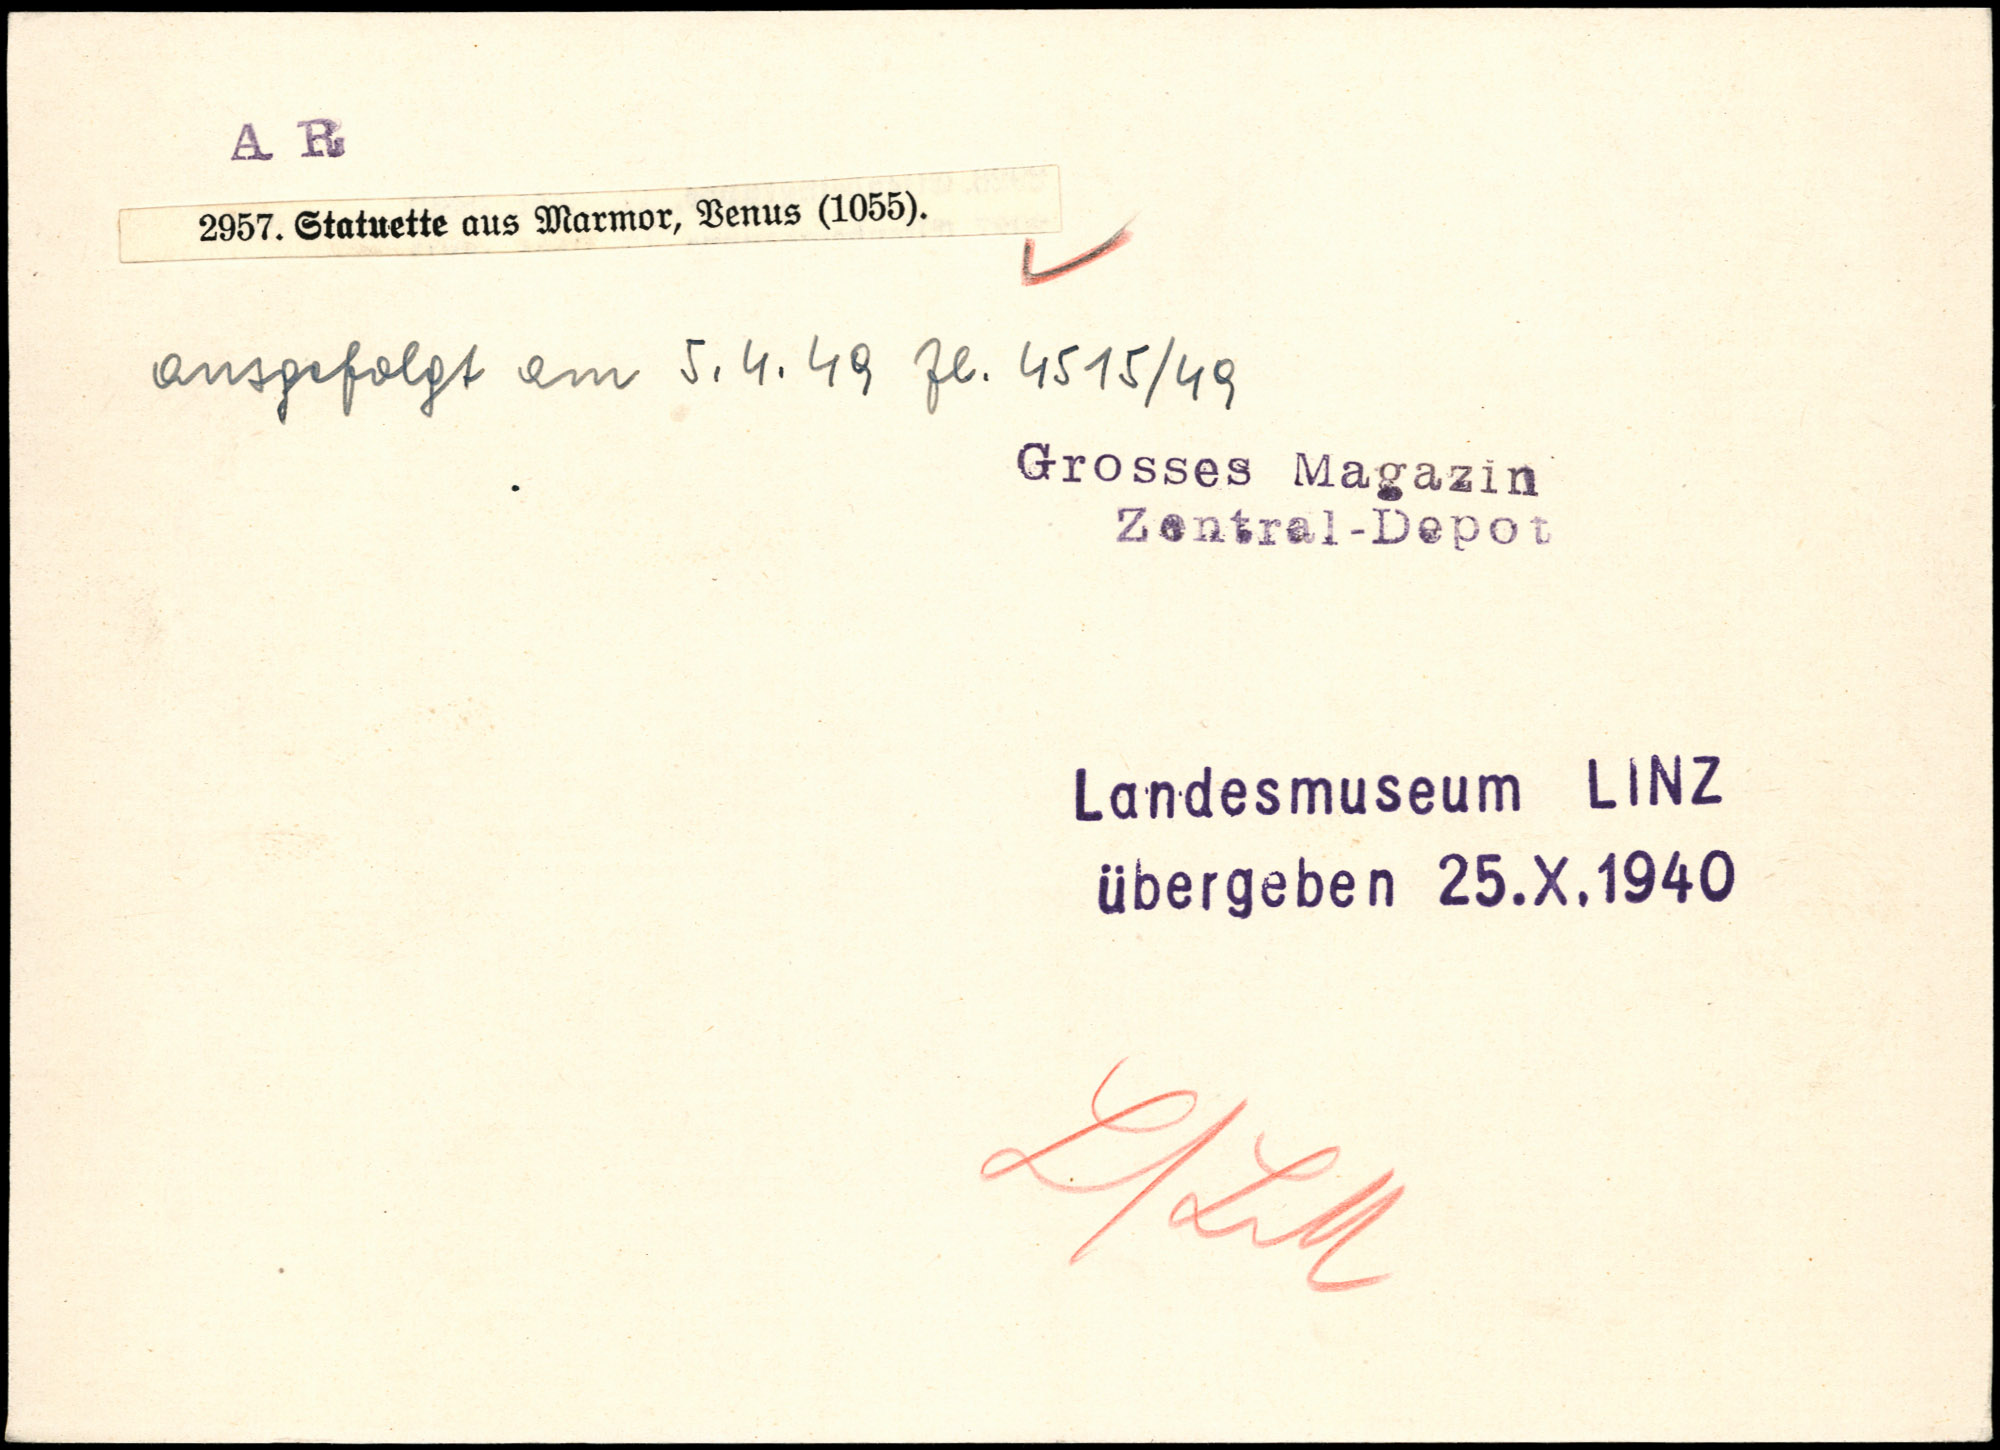 A R
2957. Statuette aus Marmor, Venus (1055).
ausgefolgt am 5.4.49 Zl. 4515/49
Grosses Magazin
Zentral-Depot
Landesmuseum LINZ
übergeben 25.X.1940